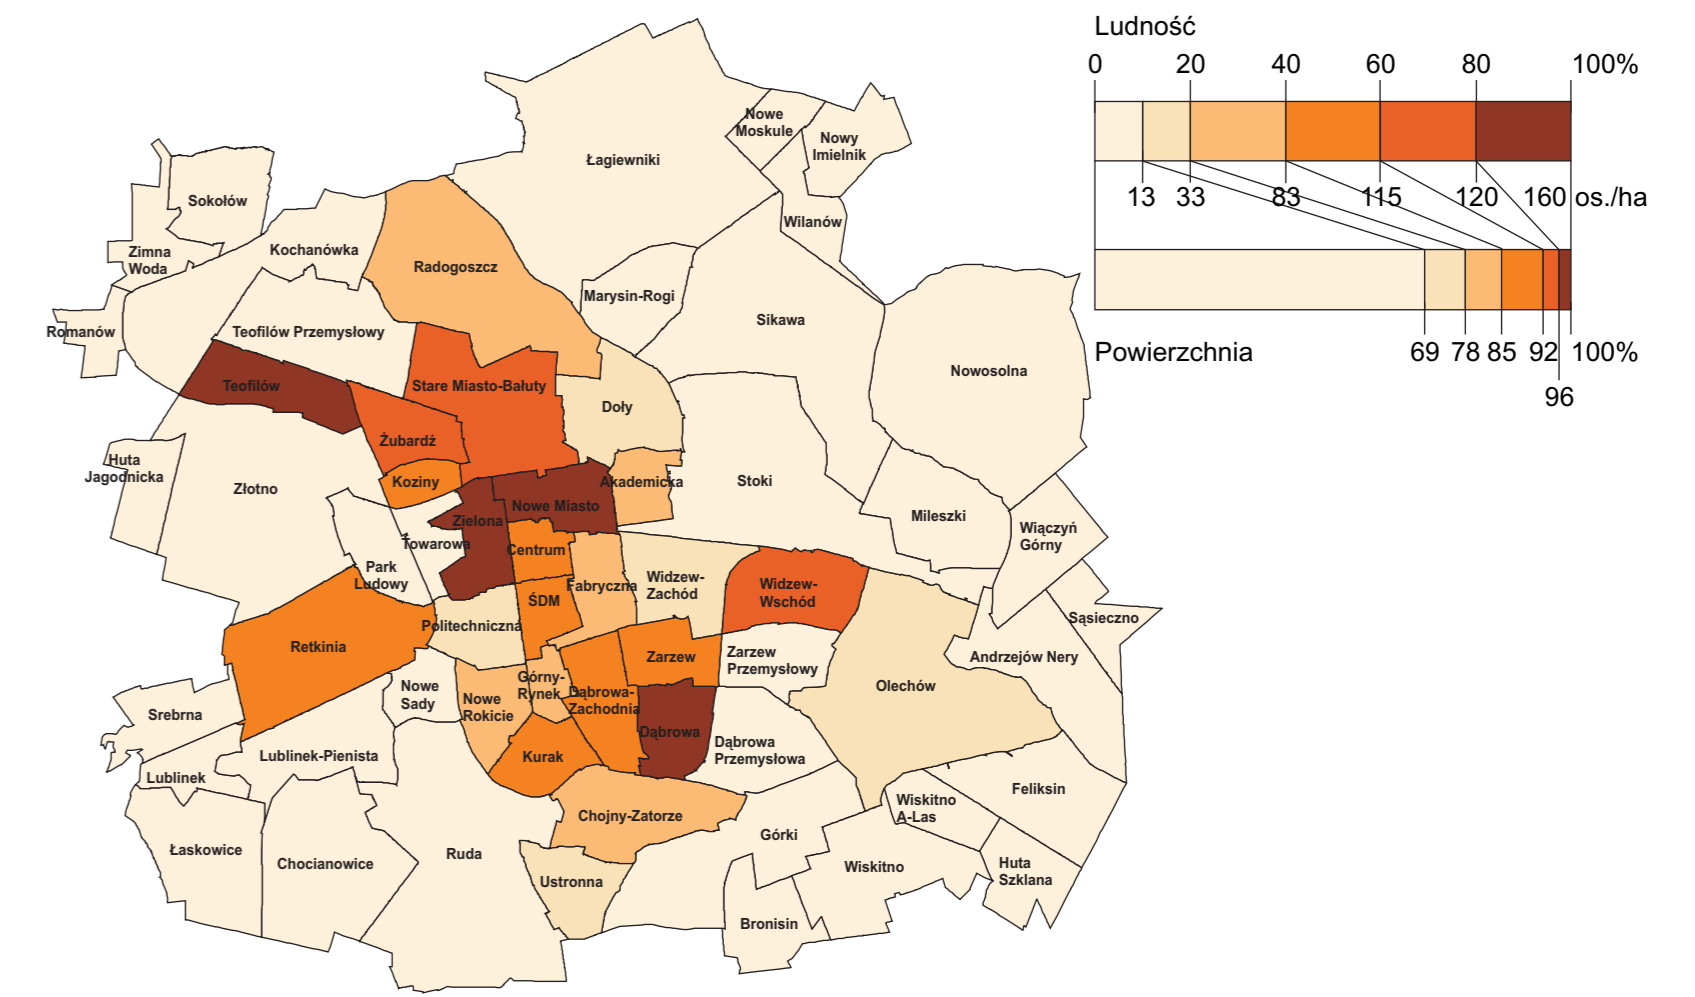 Ludność
0 20 40 60 80 100%
13 33 83 115 120 160 os./ha
Powierzchnia 69 78 85 92 100%
96
Nowe
Moskule
Nowy
Imielnik
Łagiewniki
Sokołów
Wilanów
Zimna
Woda
Kochanówka
Radogoszcz
Marysin-Rogi
Sikawa
Romanów
Teofilów Przemysłowy
Nowosolna
Teofilów
Stare Miasto-Bałuty
Doły
Żubardź
Huta
Jagodnicka
Złotno
Koziny
Akademicka
Stoki
Nowe Miasto
Mileszki
Zielona
Wiączyń
Górny
Towarowa
Centrum
Park
Ludowy
Fabryczna
Widzew-
Zachód
Widzew-
Wschód
ŚDM
Sąsieczno
Politechniczna
Retkinia
Zarzew
Zarzew
Przemysłowy
Andrzejów Nery
Olechów
Nowe
Sady
Górny-
Rynek
Dąbrowa-
Zachodnia
Nowe
Rokicie
Srebrna
Dąbrowa
Dąbrowa
Przemysłowa
Lublinek-Pienista
Kurak
Lublinek
Feliksin
Wiskitno
A-Las
Chojny-Zatorze
Górki
Łaskowice
Chocianowice
Ruda
Wiskitno
Huta
Szklana
Ustronna
Bronisin